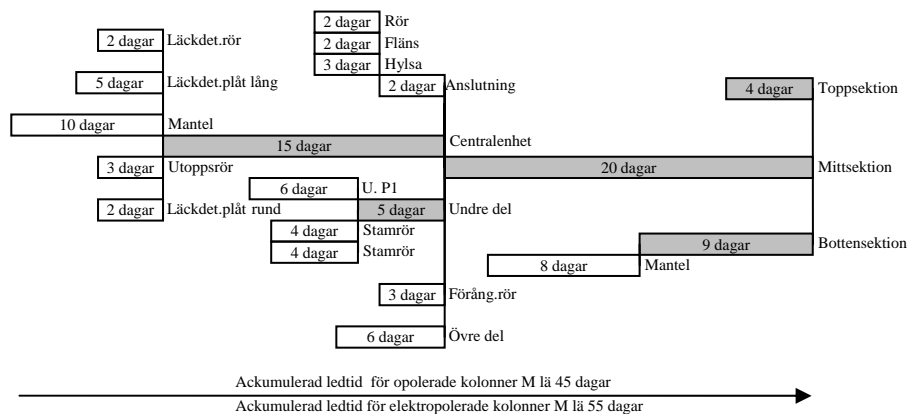 2 dagar Rör
2 dagar Läckdet.rör
2 dagar Fläns
3 dagar Hylsa
5 dagar Läckdet.plåt lång
2 dagar Anslutning
4 dagar Toppsektion
10 dagar Mantel
15 dagar Centralenhet
3 dagar Utoppsrör
20 dagar Mittsektion
6 dagar U. P1
2 dagar Läckdet.plåt rund
5 dagar Undre del
4 dagar Stamrör
9 dagar Bottensektion
4 dagar Stamrör
8 dagar Mantel
3 dagar Förång.rör
6 dagar Övre del
Ackumulerad ledtid för opolerade kolonner M lä 45 dagar
Ackumulerad ledtid för elektropolerade kolonner M lä 55 dagar